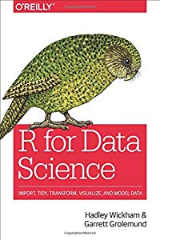 O'REILLY®
R for Data
Science
IMPORT, TIDY, TRANSFORM, VISUALIZE, AND MODEL DATA
Hadley Wickham &
Garrett Grolemund